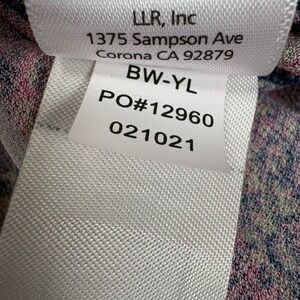 LLR, Inc
1375 Sampson Ave
Corona CA 92879
BW-YL
PO#12960
021021